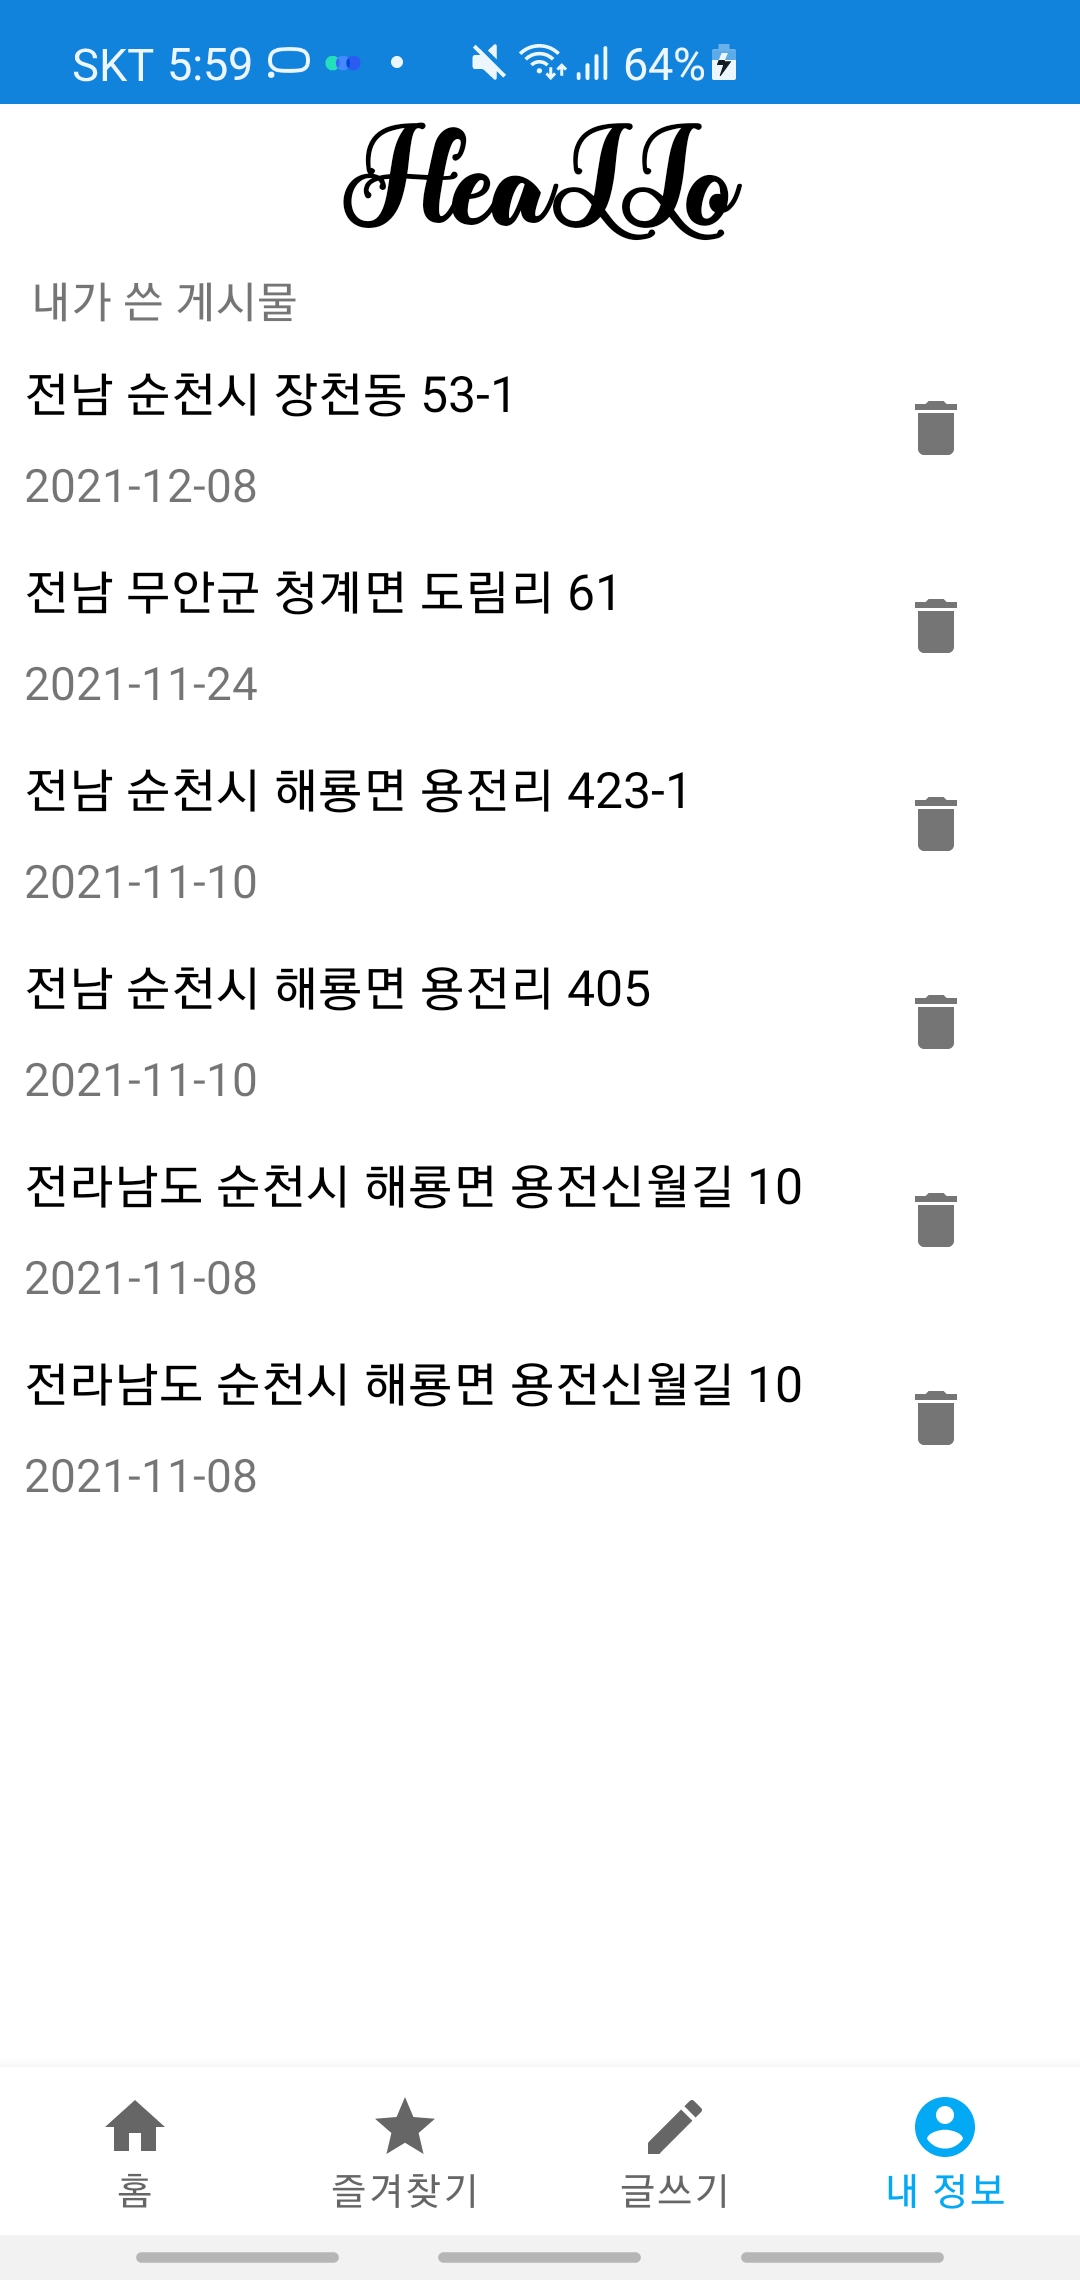 SKT 5:59 64%
HeaLLo
내가 쓴 게시물
전남 순천시 장천동 53-1
2021-12-08
전남 무안군 청계면 도림리 61
2021-11-24
전남 순천시 해룡면 용전리 423-1
2021-11-10
전남 순천시 해룡면 용전리 405
2021-11-10
전라남도 순천시 해룡면 용전신월길 10
2021-11-08
전라남도 순천시 해룡면 용전신월길 10
2021-11-08
홈 즐겨찾기 글쓰기 내 정보